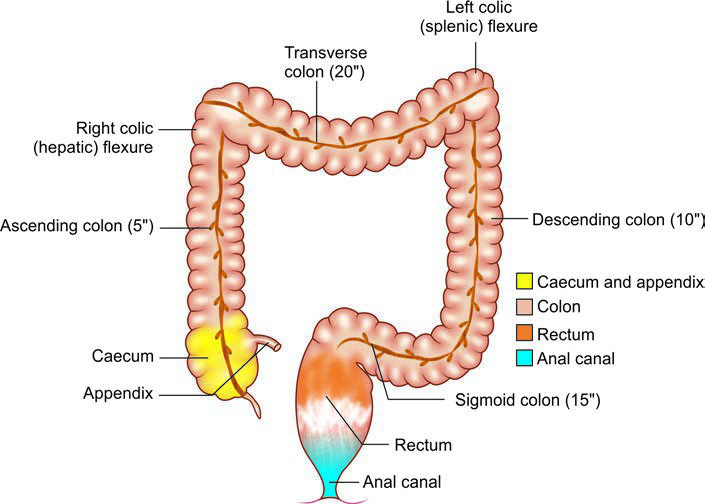 Left colic
(splenic) flexure
Transverse
colon (20")
Right colic
(hepatic) flexure
Ascending colon (5")
Descending colon (10")
Caecum and appendix
Colon
Rectum
Anal canal
Caecum
Appendix
Sigmoid colon (15")
Rectum
Anal canal